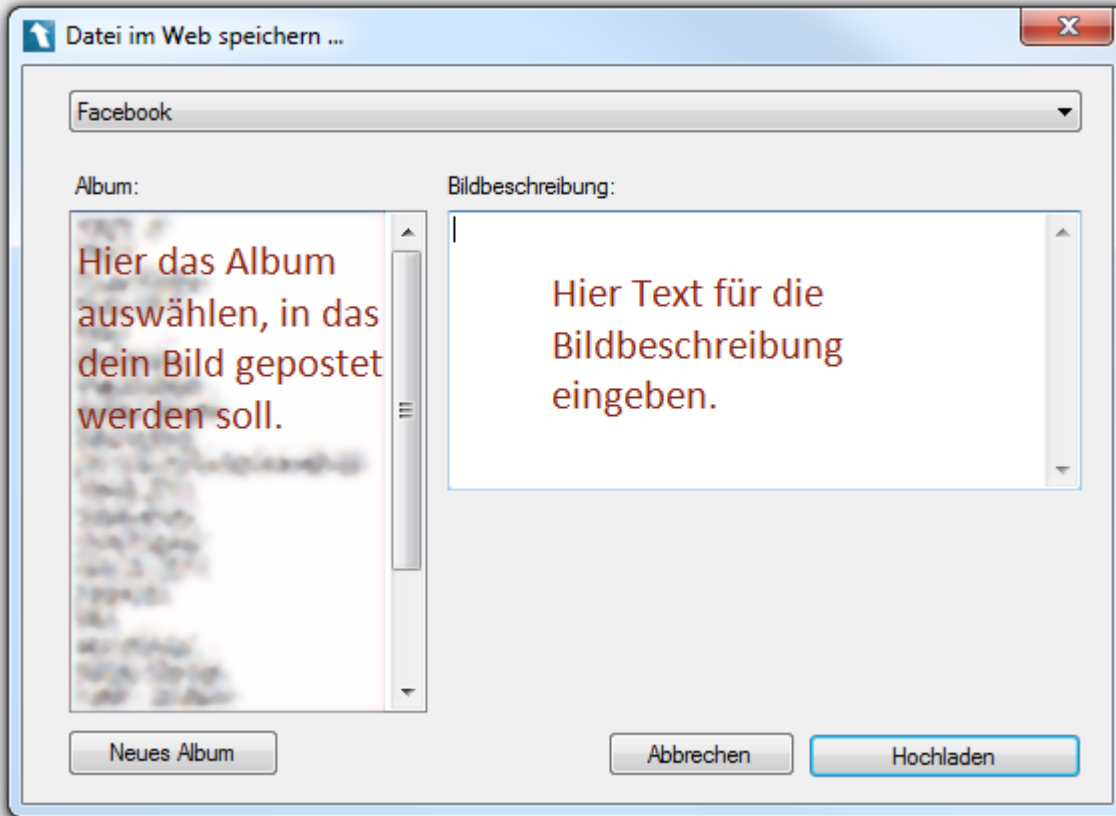 Datei im Web speichern ...
Facebook
Album:
Hier das Album
auswählen, in das
dein Bild gepostet
werden soll.
Bildbeschreibung:
Hier Text für die
Bildbeschreibung
eingeben.
Neues Album
Abbrechen
Hochladen